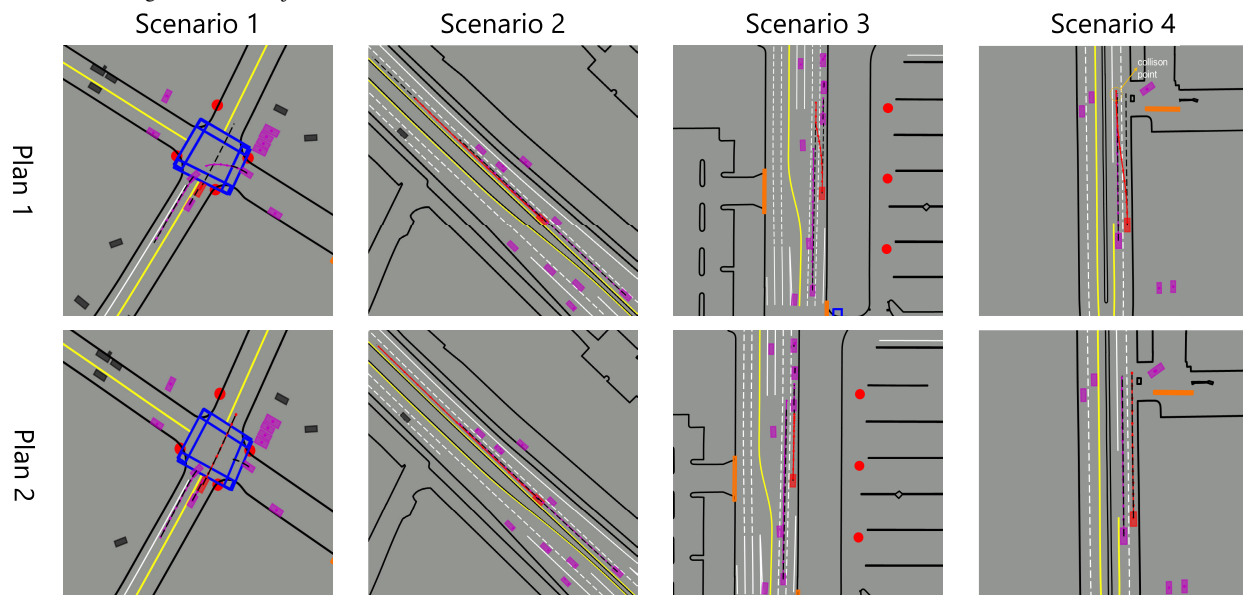 Scenario 1
Scenario 2
Scenario 3
Scenario 4
Plan 1
collison
point
Plan 2